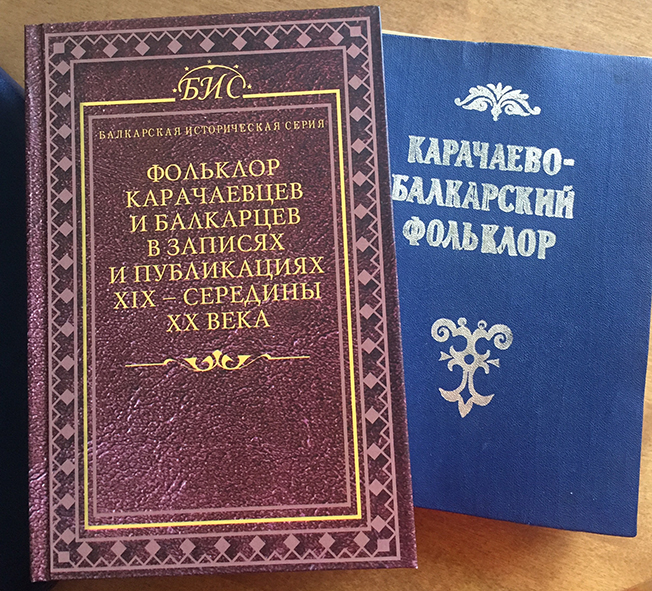 БИС
БАЛКАРСКАЯ ИСТОРИЧЕСКАЯ СЕРИЯ
ФОЛЬКЛОР
КАРАЧАЕВЦЕВ
И БАЛКАРЦЕВ
В ЗАПИСЯХ
И ПУБЛИКАЦИЯХ
XIX – СЕРЕДИНЫ
XX ВЕКА
КАРАЧАЕВО-
БАЛКАРСКИЙ
ФОЛЬКЛОР